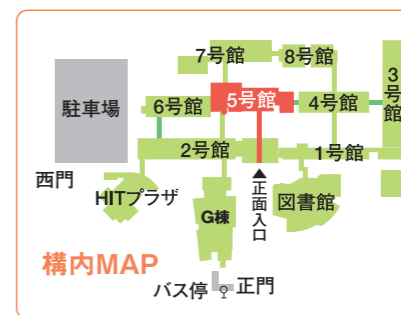 7号館
8号館
3号館
駐車場
6号館
5号館
4号館
2号館
1号館
西門
HITプラザ
G棟
▲正面入口
図書館
構内MAP
バス停
正門